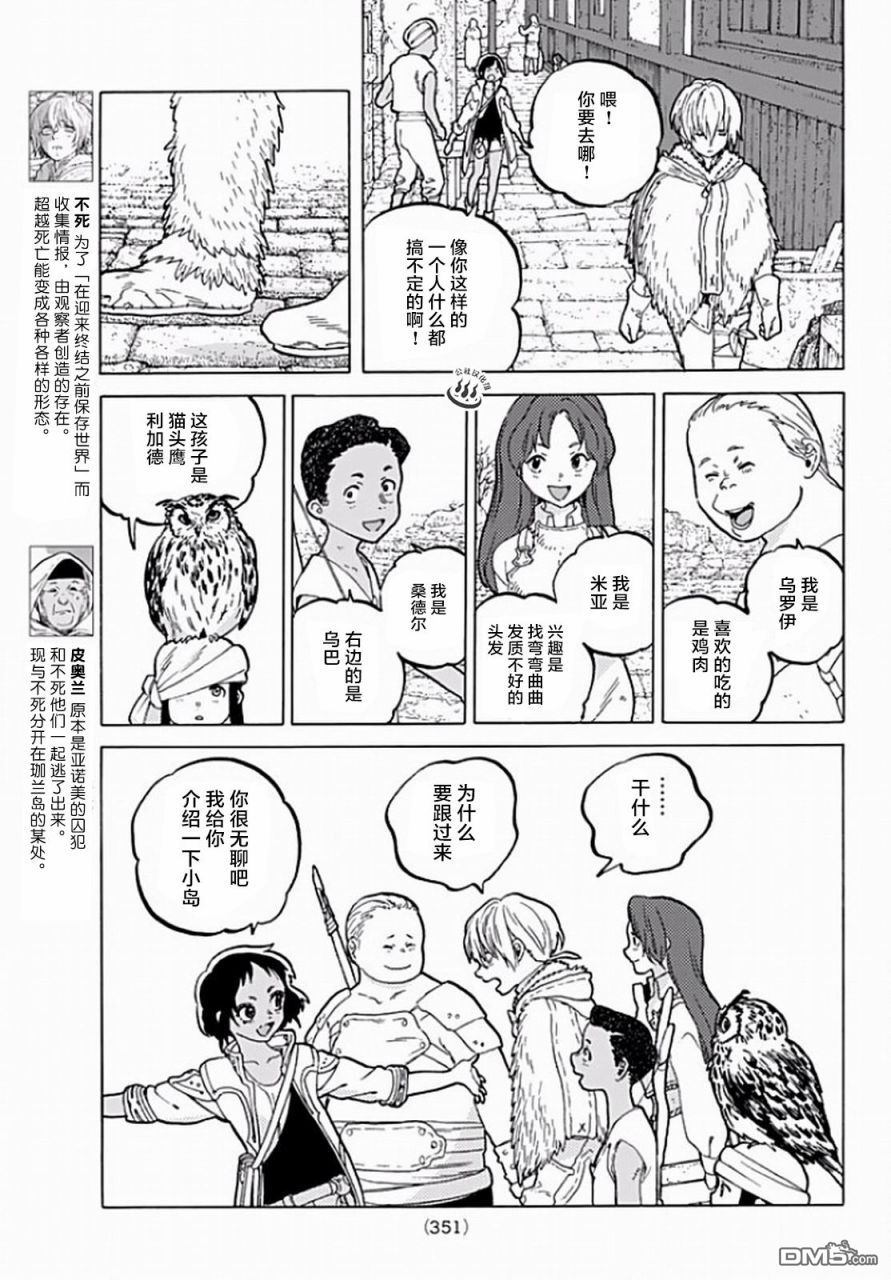 喂！
你要去哪！
像你这样的
一个人什么都
搞不定的啊！
公社汉化组
不死 为了「在迎来终结之前保存世界」而
收集情报，由观察者创造的存在。
超越死亡能变成各种各样的形态。
我是
乌罗伊
喜欢的吃的
是鸡肉
我是
米亚
兴趣是
找弯弯曲曲
发质不好的
头发
我是
桑德尔
右边的是
乌巴
这孩子是
猫头鹰
利加德
皮奥兰 原本是亚诺美的囚犯
和不死他们一起逃了出来。
现与不死分开在珈兰岛的某处。
……
干什么
为什么
要跟过来
你很无聊吧
我给你
介绍一下小岛
(351)
DM5.com